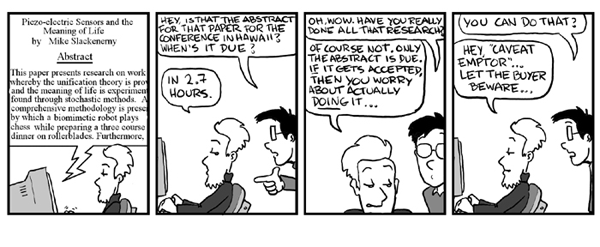 Piezo-electric Sensors and the
Meaning of Life
by Mike Slackenerny
Abstract
This paper presents research on work
whereby the unification theory is prov
and the meaning of life is experiment
found through stochastic methods. A
comprehensive methodology is prese
by which a biomimetic robot plays
chess while preparing a three course
dinner on rollerblades. Furthermore,
HEY, IS THAT THE ABSTRACT
FOR THAT PAPER FOR THE
CONFERENCE IN HAWAII?
WHEN'S IT DUE?
IN 2.7
HOURS.
OH, WOW. HAVE YOU REALLY
DONE ALL THAT RESEARCH?
OF COURSE NOT. ONLY
THE ABSTRACT IS DUE.
IF IT GETS ACCEPTED,
THEN YOU WORRY
ABOUT ACTUALLY
DOING IT...
YOU CAN DO THAT?
HEY, "CAVEAT
EMPTOR"...
LET THE BUYER
BEWARE...